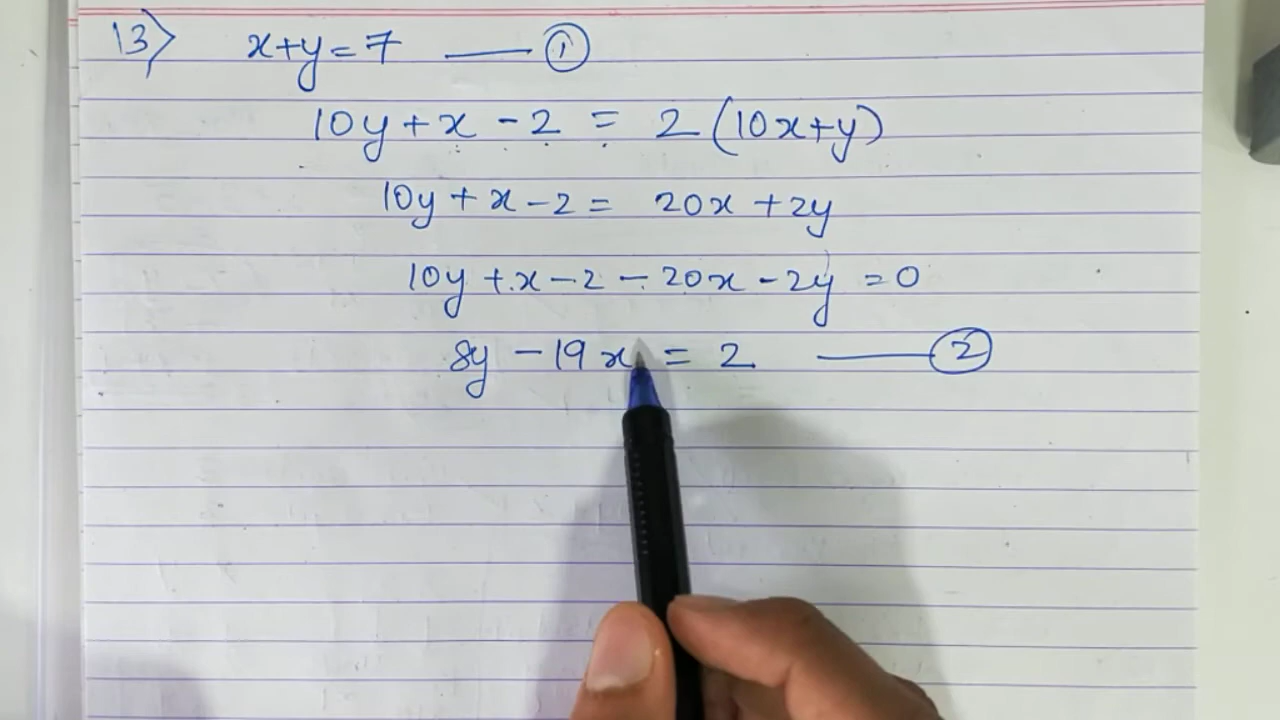 13) x+y=7 —— ①
10y+x-2 = 2(10x+y)
10y+x-2= 20x+2y
10y+x-2-20x-2y=0
8y-19x=2 —— ②